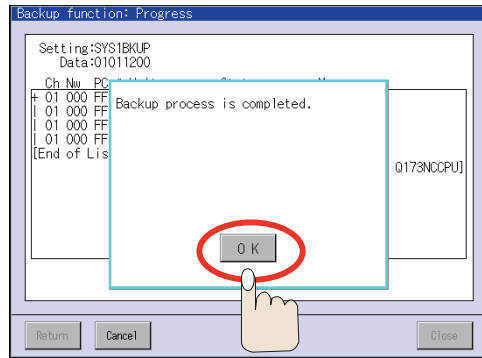 Backup function: Progress
Setting:SYS1BKUP
Data:01011200
Ch Nw PC
+ 01 000 FF
| 01 000 FF
| 01 000 FF
| 01 000 FF
[End of Lis
Q173NCCPU]
Backup process is completed.
O K
Return
Cancel
Close